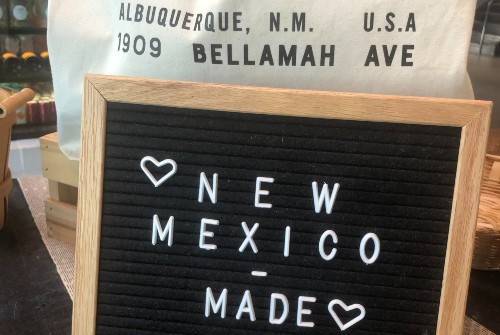 ALBUQUERQUE, N.M. U.S.A
1909 BELLAMAH AVE
♡ NEW
MEXICO
-
MADE ♡